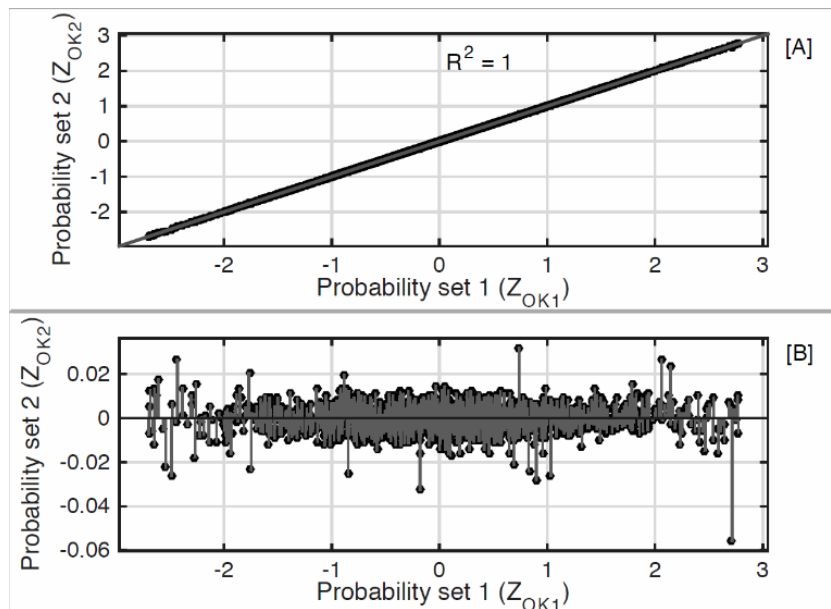 3
2
1
0
-1
-2
Probability set 2 (Z_OK2)
R² = 1
[A]
-2 -1 0 1 2 3
Probability set 1 (Z_OK1)
0.02
0
-0.02
-0.04
-0.06
Probability set 2 (Z_OK2)
[B]
-2 -1 0 1 2 3
Probability set 1 (Z_OK1)